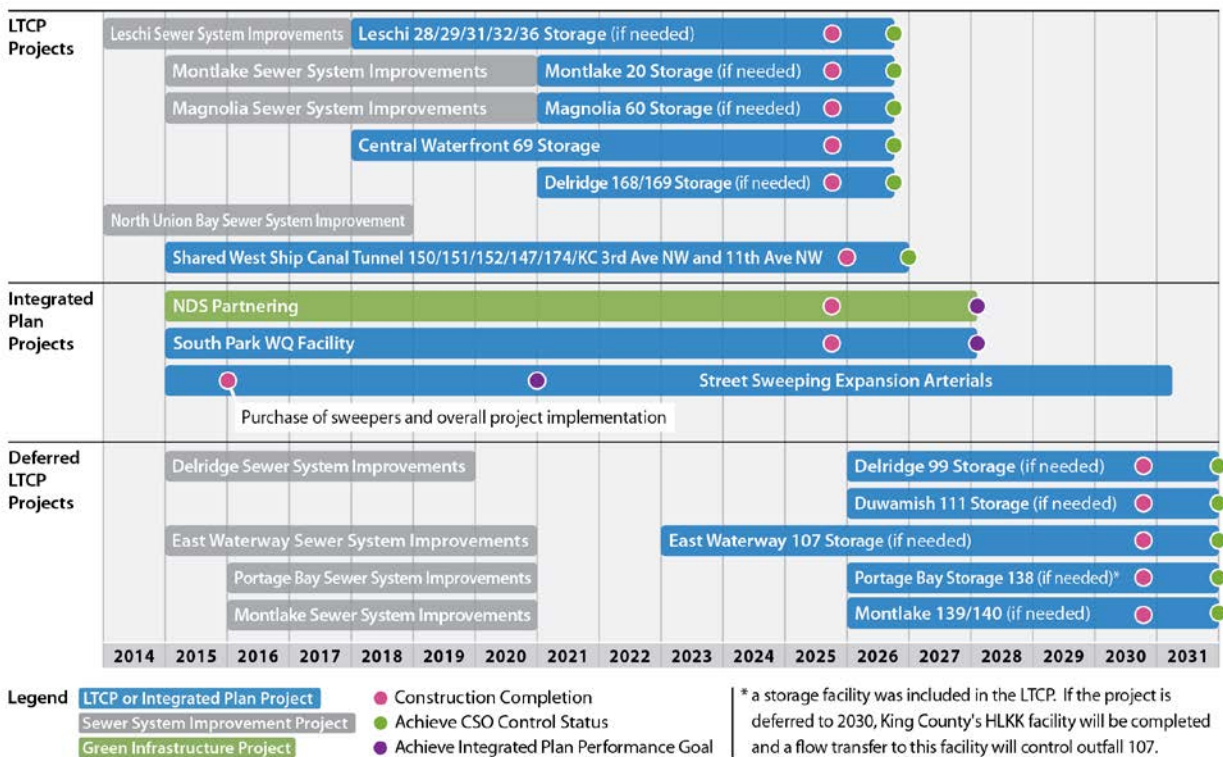 LTCP
Projects
Leschi Sewer System Improvements
Leschi 28/29/31/32/36 Storage (if needed)
Montlake Sewer System Improvements
Montlake 20 Storage (if needed)
Magnolia Sewer System Improvements
Magnolia 60 Storage (if needed)
Central Waterfront 69 Storage
Delridge 168/169 Storage (if needed)
North Union Bay Sewer System Improvement
Shared West Ship Canal Tunnel 150/151/152/147/174/KC 3rd Ave NW and 11th Ave NW
Integrated
Plan
Projects
NDS Partnering
South Park WQ Facility
Street Sweeping Expansion Arterials
Purchase of sweepers and overall project implementation
Deferred
LTCP
Projects
Delridge Sewer System Improvements
Delridge 99 Storage (if needed)
Duwamish 111 Storage (if needed)
East Waterway Sewer System Improvements
East Waterway 107 Storage (if needed)
Portage Bay Sewer System Improvements
Portage Bay Storage 138 (if needed)*
Montlake Sewer System Improvements
Montlake 139/140 (if needed)
2014 2015 2016 2017 2018 2019 2020 2021 2022 2023 2024 2025 2026 2027 2028 2029 2030 2031
Legend
LTCP or Integrated Plan Project
Sewer System Improvement Project
Green Infrastructure Project
Construction Completion
Achieve CSO Control Status
Achieve Integrated Plan Performance Goal
* a storage facility was included in the LTCP. If the project is
deferred to 2030, King County's HLKK facility will be completed
and a flow transfer to this facility will control outfall 107.